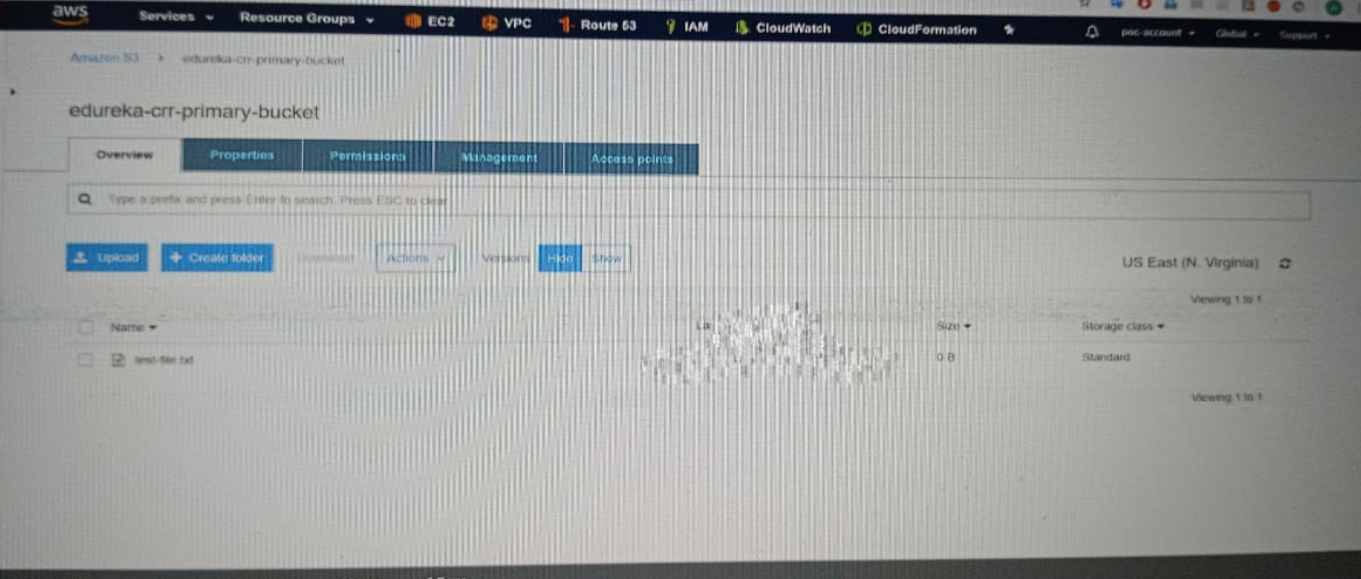 aws Services Resource Groups EC2 VPC Route 53 IAM CloudWatch CloudFormation poc-account Global Support
Amazon S3 edureka-crr-primary-bucket
edureka-crr-primary-bucket
Overview Properties Permissions Management Access points
Type a prefix and press Enter to search. Press ESC to clear.
Upload Create folder Download Actions Versions Hide Show US East (N. Virginia)
Viewing 1 to 1
Name La Size Storage class
test-file.txt 0 B Standard
Viewing 1 to 1